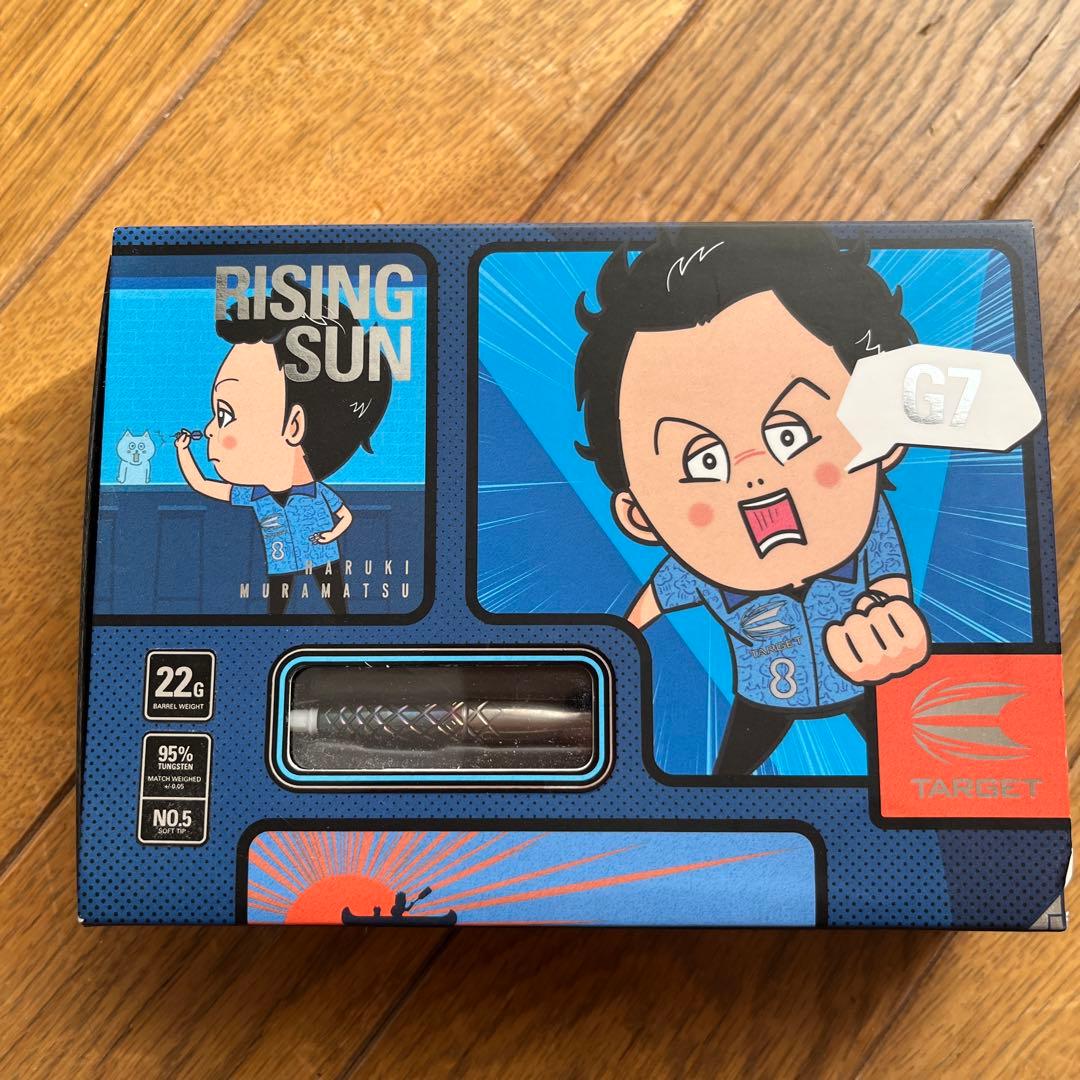 RISING
SUN
HARUKI
MURAMATSU
G7
TARGET
8
8
22G
BARREL WEIGHT
95%
TUNGSTEN
MATCH WEIGHED
+/-0.05
NO.5
SOFT TIP
TARGET